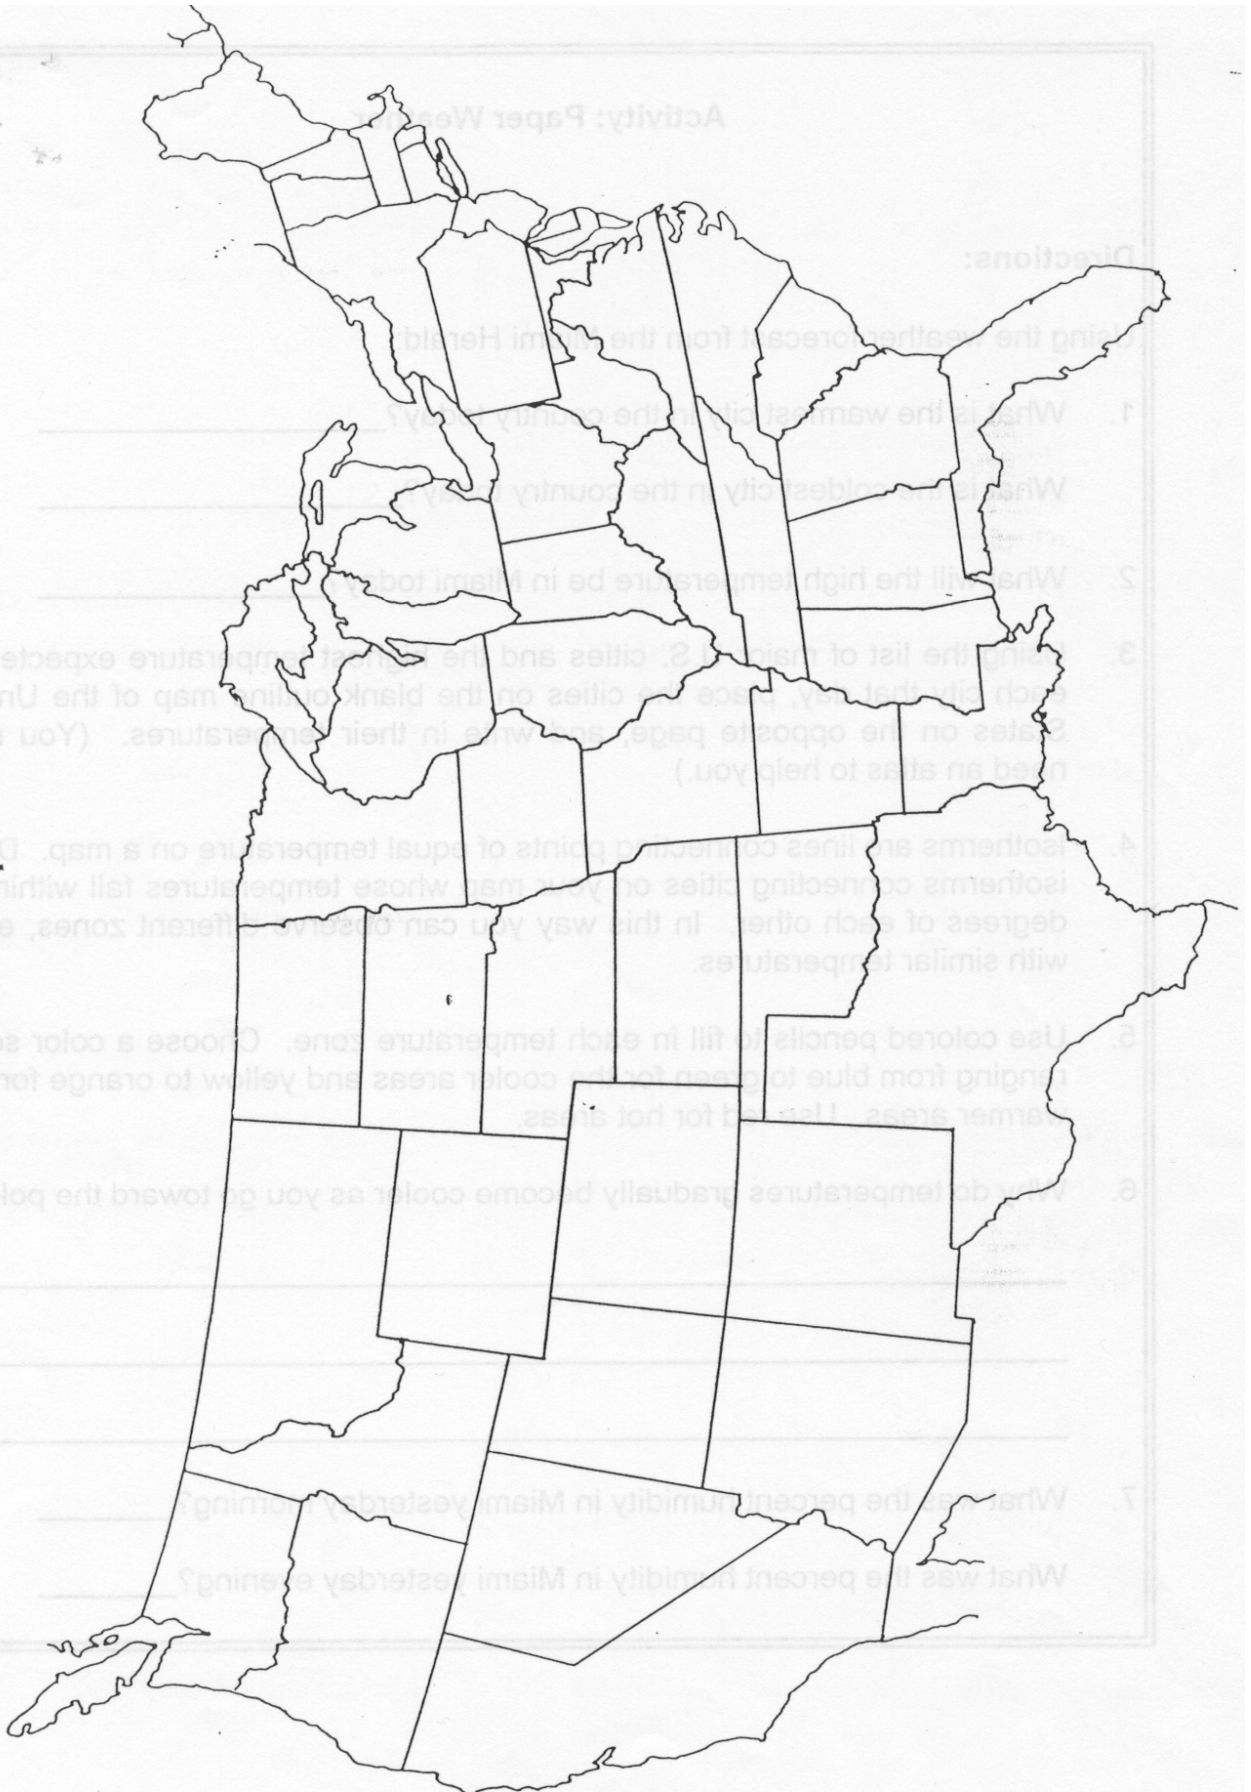 Activity: Paper Weather
Directions:
Using the weather forecast from the Miami Herald:
1. What is the warmest city in the country today?
What is the coldest city in the country today?
2. What will the high temperature be in Miami today?
3. Using the list of major U.S. cities and the highest temperature
each city that day, place the cities on the blank outline map of the
States on the opposite page, and write in their temperatures. (You
need an atlas to help you.)
4. Isotherms are lines connecting points of equal temperature on a map.
isotherms connecting cities on your map whose temperatures fall
degrees of each other. In this way you can observe different zones,
with similar temperatures.
5. Use colored pencils to fill in each temperature zone. Choose a color
ranging from blue to green for the cooler areas and yellow to orange for
warmer areas. Use red for hot areas.
6. Why do temperatures gradually become cooler as you go toward the
7. What was the percent humidity in Miami yesterday morning?
What was the percent humidity in Miami yesterday evening?